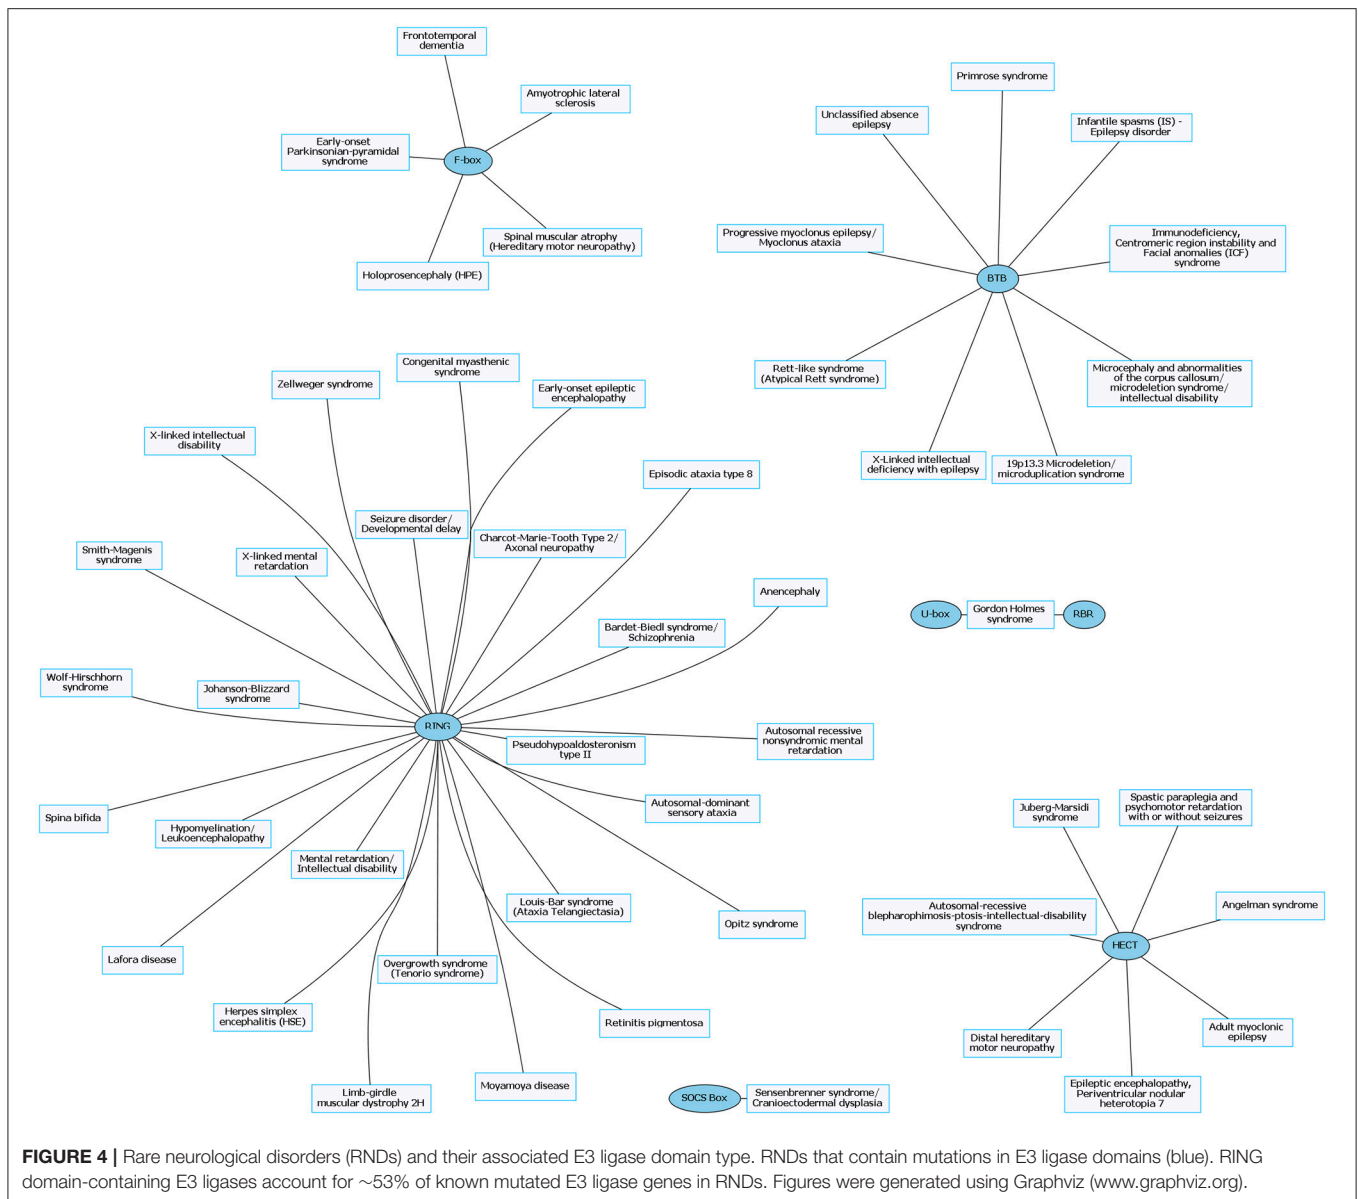 Frontotemporal
dementia
Amyotrophic lateral
sclerosis
Early-onset
Parkinsonian-pyramidal
syndrome
F-box
Spinal muscular atrophy
(Hereditary motor neuropathy)
Holoprosencephaly (HPE)
Primrose syndrome
Unclassified absence
epilepsy
Infantile spasms (IS) -
Epilepsy disorder
Progressive myoclonus epilepsy/
Myoclonus ataxia
Immunodeficiency,
Centromeric region instability and
Facial anomalies (ICF)
syndrome
BTB
Rett-like syndrome
(Atypical Rett syndrome)
Microcephaly and abnormalities
of the corpus callosum/
microdeletion syndrome/
intellectual disability
X-Linked intellectual
deficiency with epilepsy
19p13.3 Microdeletion/
microduplication syndrome
Zellweger syndrome
Congenital myasthenic
syndrome
Early-onset epileptic
encephalopathy
X-linked intellectual
disability
Episodic ataxia type 8
Seizure disorder/
Developmental delay
Charcot-Marie-Tooth Type 2/
Axonal neuropathy
Smith-Magenis
syndrome
X-linked mental
retardation
Anencephaly
Bardet-Biedl syndrome/
Schizophrenia
Wolf-Hirschhorn
syndrome
Johanson-Blizzard
syndrome
RING
Pseudohypoaldosteronism
type II
Autosomal recessive
nonsyndromic mental
retardation
Spina bifida
Hypomyelination/
Leukoencephalopathy
Autosomal-dominant
sensory ataxia
Mental retardation/
Intellectual disability
Louis-Bar syndrome
(Ataxia Telangiectasia)
Opitz syndrome
Lafora disease
Overgrowth syndrome
(Tenorio syndrome)
Herpes simplex
encephalitis (HSE)
Retinitis pigmentosa
Limb-girdle
muscular dystrophy 2H
Moyamoya disease
U-box
Gordon Holmes
syndrome
RBR
Juberg-Marsidi
syndrome
Spastic paraplegia and
psychomotor retardation
with or without seizures
Autosomal-recessive
blepharophimosis-ptosis-intellectual-disability
syndrome
Angelman syndrome
HECT
Distal hereditary
motor neuropathy
Adult myoclonic
epilepsy
Epileptic encephalopathy,
Periventricular nodular
heterotopia 7
SOCS Box
Sensenbrenner syndrome/
Cranioectodermal dysplasia
FIGURE 4 | Rare neurological disorders (RNDs) and their associated E3 ligase domain type. RNDs that contain mutations in E3 ligase domains (blue). RING
domain-containing E3 ligases account for ∼53% of known mutated E3 ligase genes in RNDs. Figures were generated using Graphviz (www.graphviz.org).